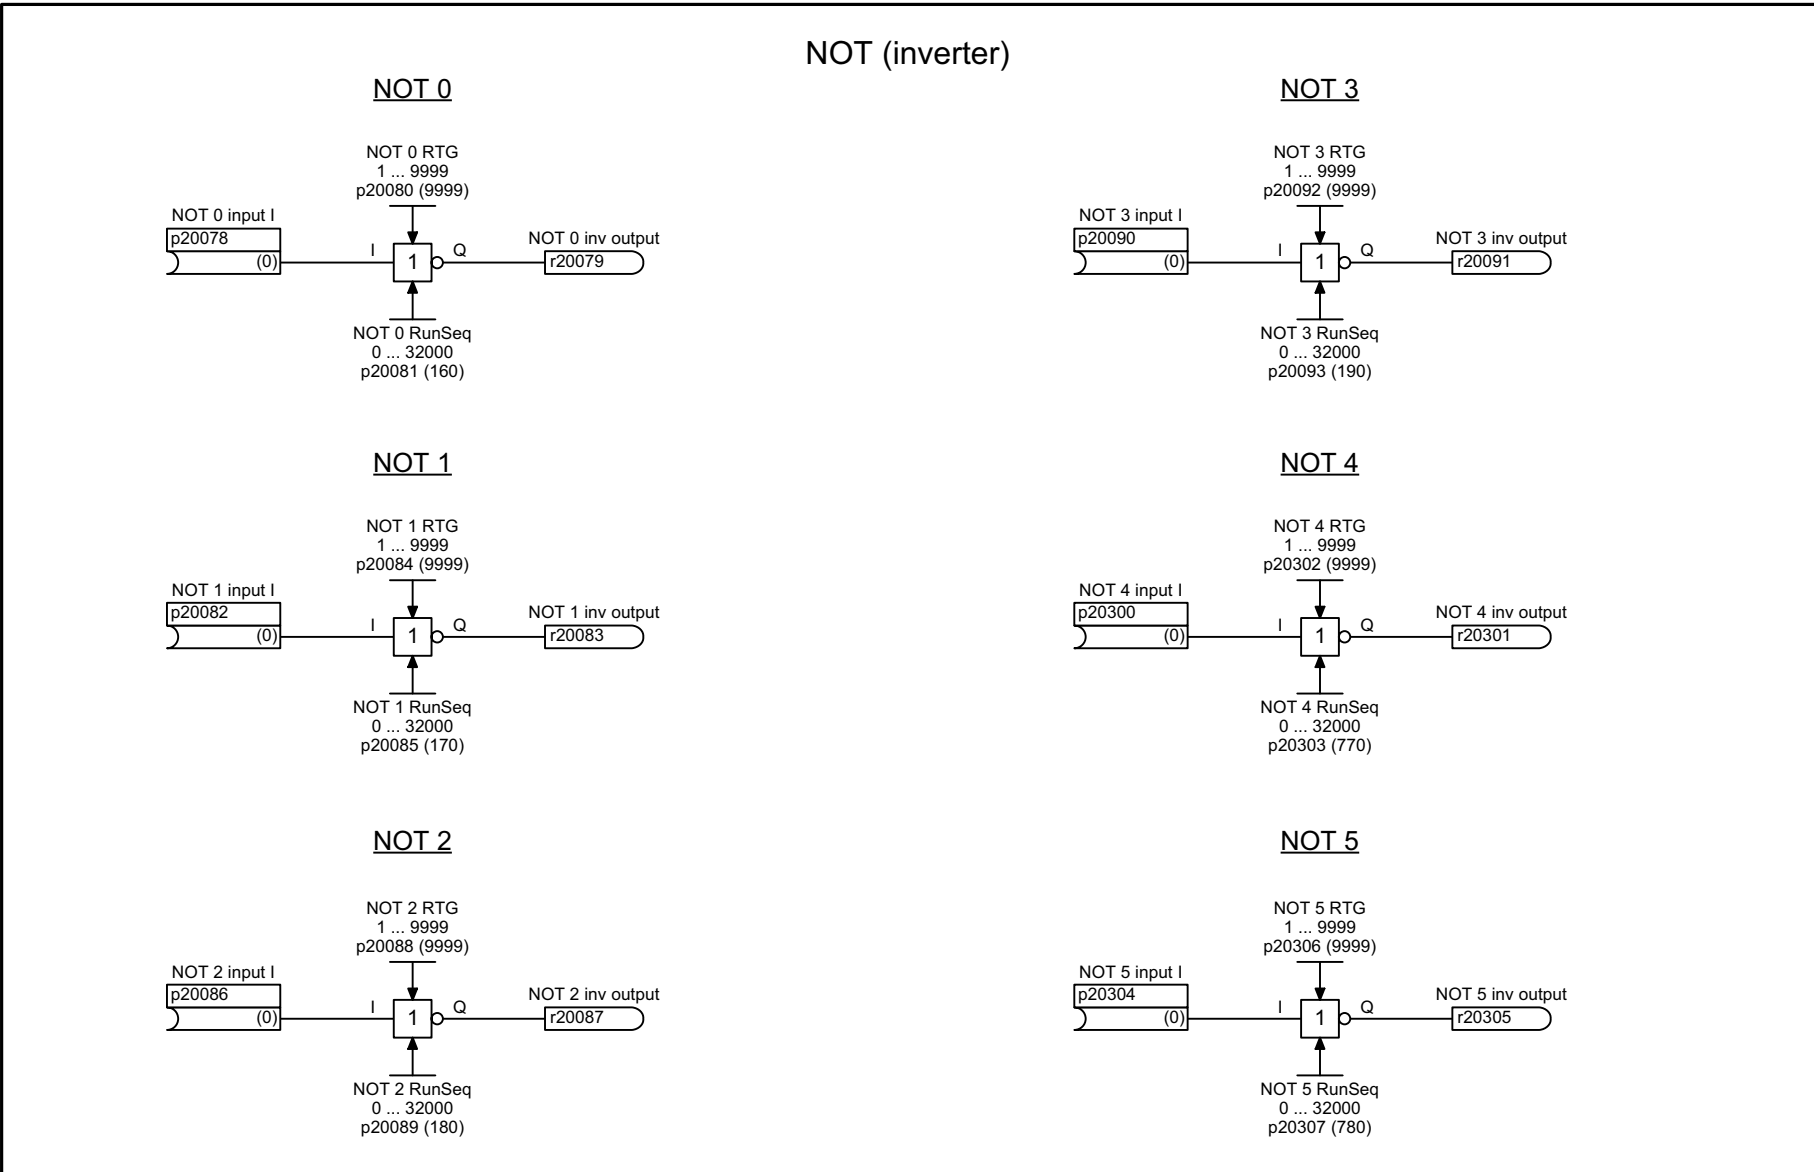 NOT (inverter)
NOT 0
NOT 0 RTG
1 ... 9999
p20080 (9999)
NOT 0 input I
p20078
(0)
I
1
Q
NOT 0 inv output
r20079
NOT 0 RunSeq
0 ... 32000
p20081 (160)
NOT 1
NOT 1 RTG
1 ... 9999
p20084 (9999)
NOT 1 input I
p20082
(0)
I
1
Q
NOT 1 inv output
r20083
NOT 1 RunSeq
0 ... 32000
p20085 (170)
NOT 2
NOT 2 RTG
1 ... 9999
p20088 (9999)
NOT 2 input I
p20086
(0)
I
1
Q
NOT 2 inv output
r20087
NOT 2 RunSeq
0 ... 32000
p20089 (180)
NOT 3
NOT 3 RTG
1 ... 9999
p20092 (9999)
NOT 3 input I
p20090
(0)
I
1
Q
NOT 3 inv output
r20091
NOT 3 RunSeq
0 ... 32000
p20093 (190)
NOT 4
NOT 4 RTG
1 ... 9999
p20302 (9999)
NOT 4 input I
p20300
(0)
I
1
Q
NOT 4 inv output
r20301
NOT 4 RunSeq
0 ... 32000
p20303 (770)
NOT 5
NOT 5 RTG
1 ... 9999
p20306 (9999)
NOT 5 input I
p20304
(0)
I
1
Q
NOT 5 inv output
r20305
NOT 5 RunSeq
0 ... 32000
p20307 (780)